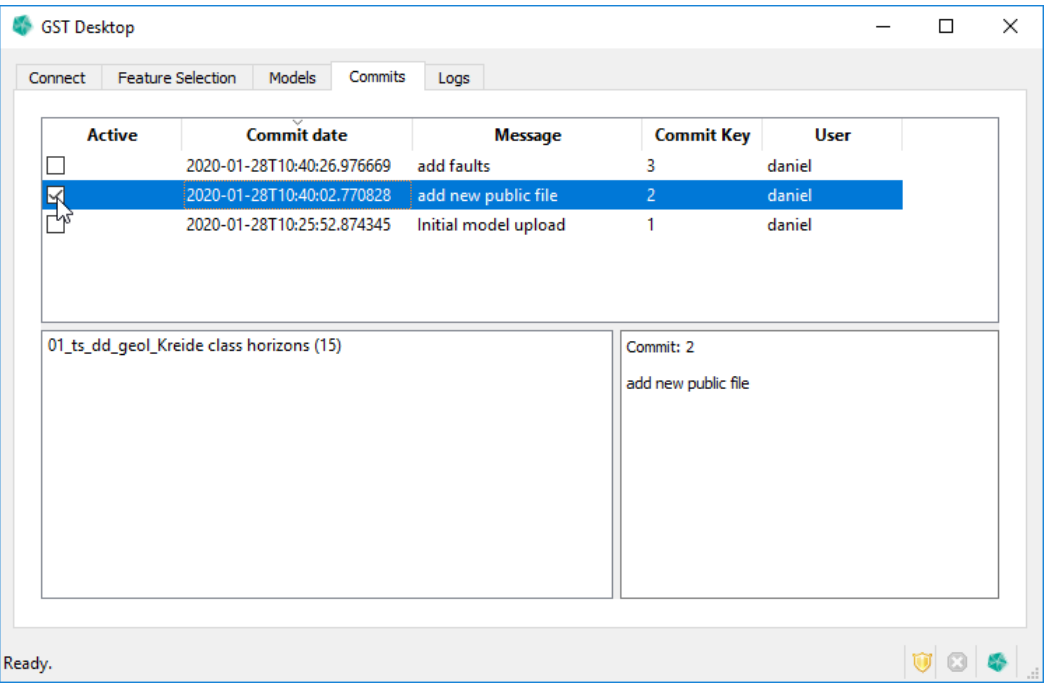 GST Desktop
Connect Feature Selection Models Commits Logs
Active Commit date Message Commit Key User
2020-01-28T10:40:26.976669 add faults 3 daniel
2020-01-28T10:40:02.770828 add new public file 2 daniel
2020-01-28T10:25:52.874345 Initial model upload 1 daniel
01_ts_dd_geol_Kreide class horizons (15)
Commit: 2
add new public file
Ready.